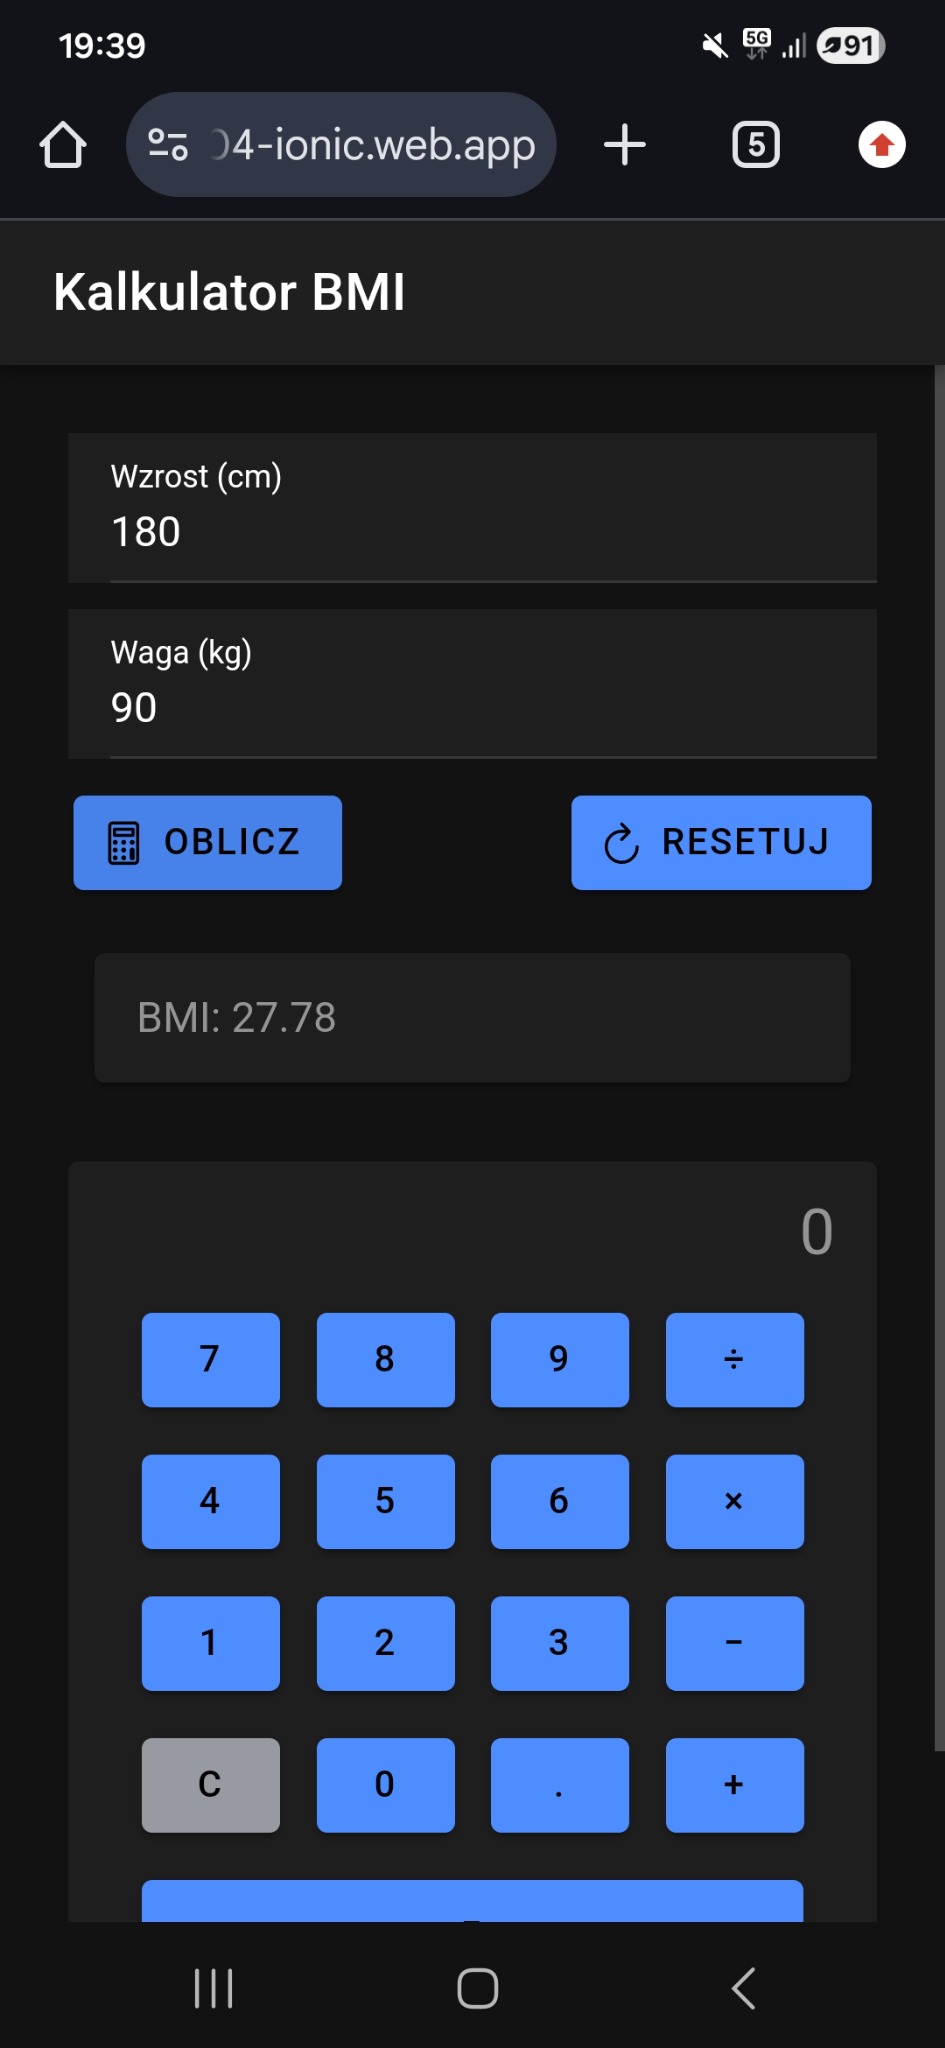 19:39
5G
91
04-ionic.web.app
5
Kalkulator BMI
Wzrost (cm)
180
Waga (kg)
90
OBLICZ
RESETUJ
BMI: 27.78
0
7 8 9 ÷
4 5 6 ×
1 2 3 −
C 0 . +